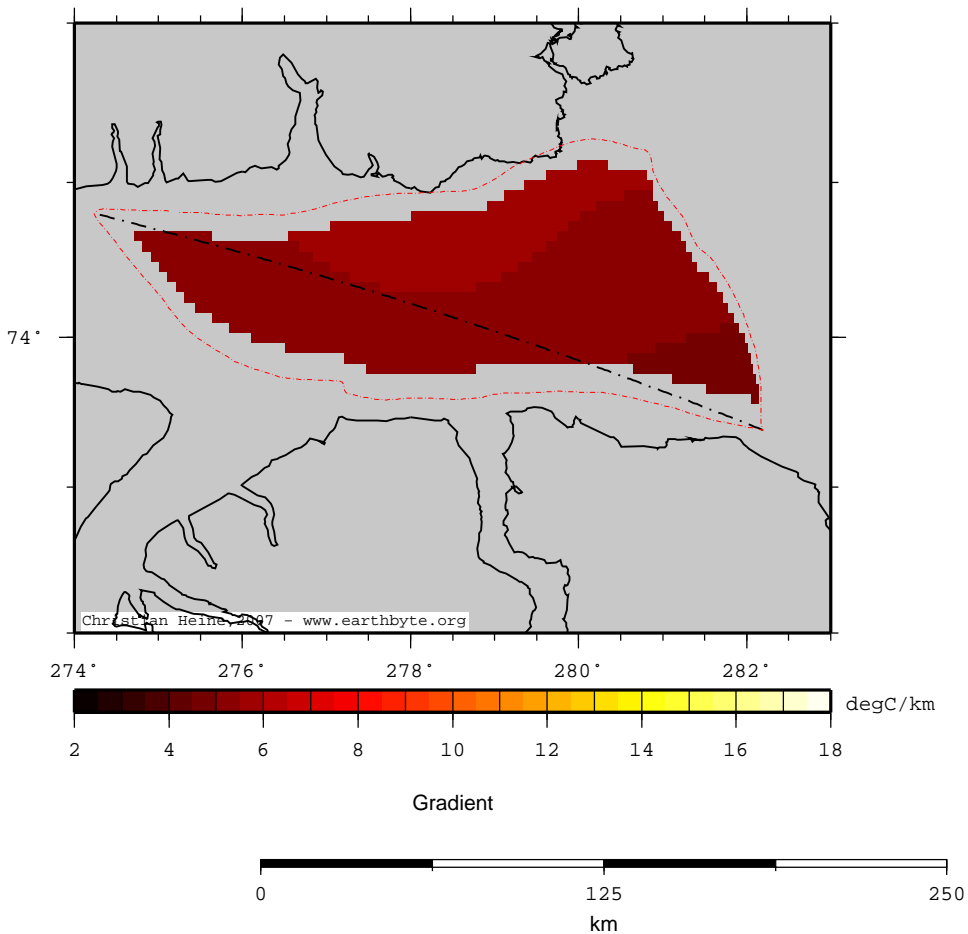 74°
Christian Heine, 2007 - www.earthbyte.org
274° 276° 278° 280° 282°
degC/km
2 4 6 8 10 12 14 16 18
Gradient
0 125 250
km